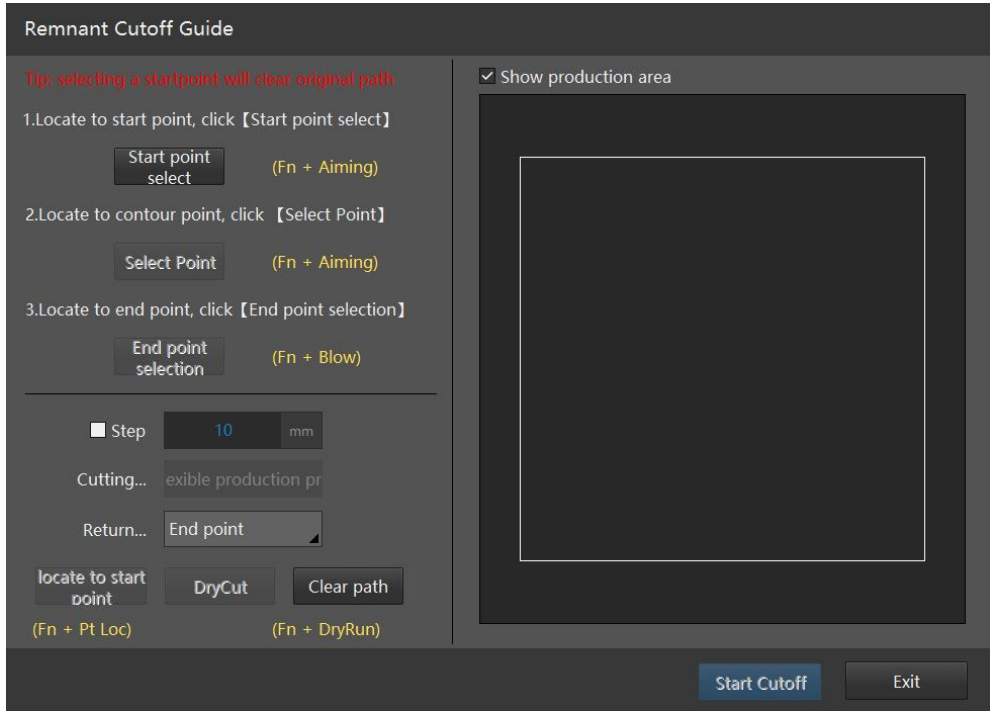 Remnant Cutoff Guide
Tip: selecting a startpoint will clear original path
Show production area
1.Locate to start point, click【Start point select】
Start point
select
(Fn + Aiming)
2.Locate to contour point, click 【Select Point】
Select Point
(Fn + Aiming)
3.Locate to end point, click【End point selection】
End point
selection
(Fn + Blow)
Step
10
mm
Cutting...
exible production pr
Return...
End point
locate to start
point
DryCut
Clear path
(Fn + Pt Loc)
(Fn + DryRun)
Start Cutoff
Exit